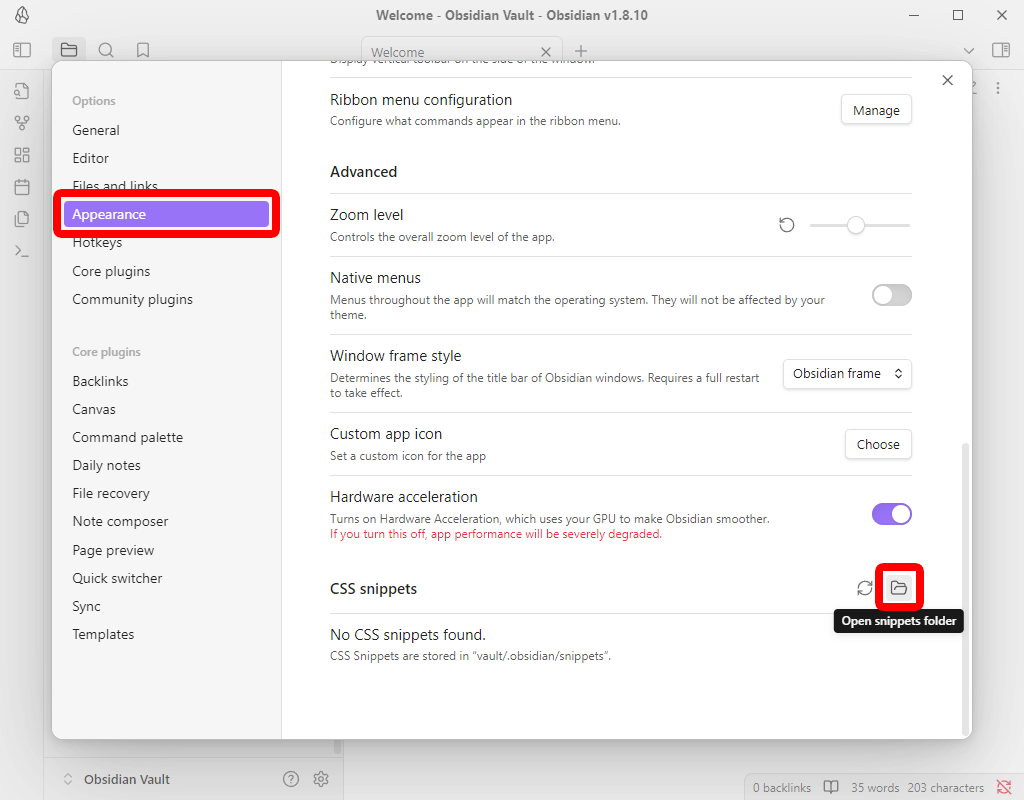 Welcome - Obsidian Vault - Obsidian v1.8.10
Welcome
Options
General
Editor
Files and links
Appearance
Hotkeys
Core plugins
Community plugins
Core plugins
Backlinks
Canvas
Command palette
Daily notes
File recovery
Note composer
Page preview
Quick switcher
Sync
Templates
Display vertical toolbar on the side of the window.
Ribbon menu configuration
Configure what commands appear in the ribbon menu.
Manage
Advanced
Zoom level
Controls the overall zoom level of the app.
Native menus
Menus throughout the app will match the operating system. They will not be affected by your
theme.
Window frame style
Determines the styling of the title bar of Obsidian windows. Requires a full restart
to take effect.
Obsidian frame
Custom app icon
Set a custom icon for the app
Choose
Hardware acceleration
Turns on Hardware Acceleration, which uses your GPU to make Obsidian smoother.
If you turn this off, app performance will be severely degraded.
CSS snippets
Open snippets folder
No CSS snippets found.
CSS Snippets are stored in “vault/.obsidian/snippets”.
Obsidian Vault
0 backlinks
35 words
203 characters